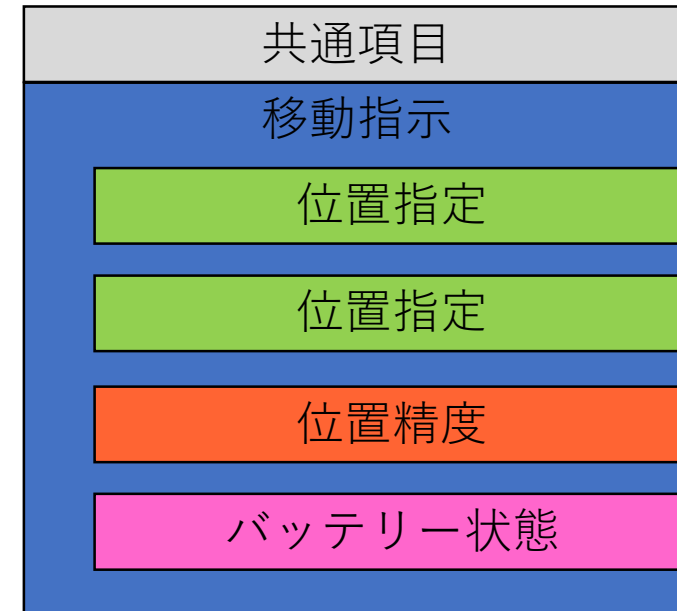 共通項目
移動指示
位置指定
位置指定
位置精度
バッテリー状態